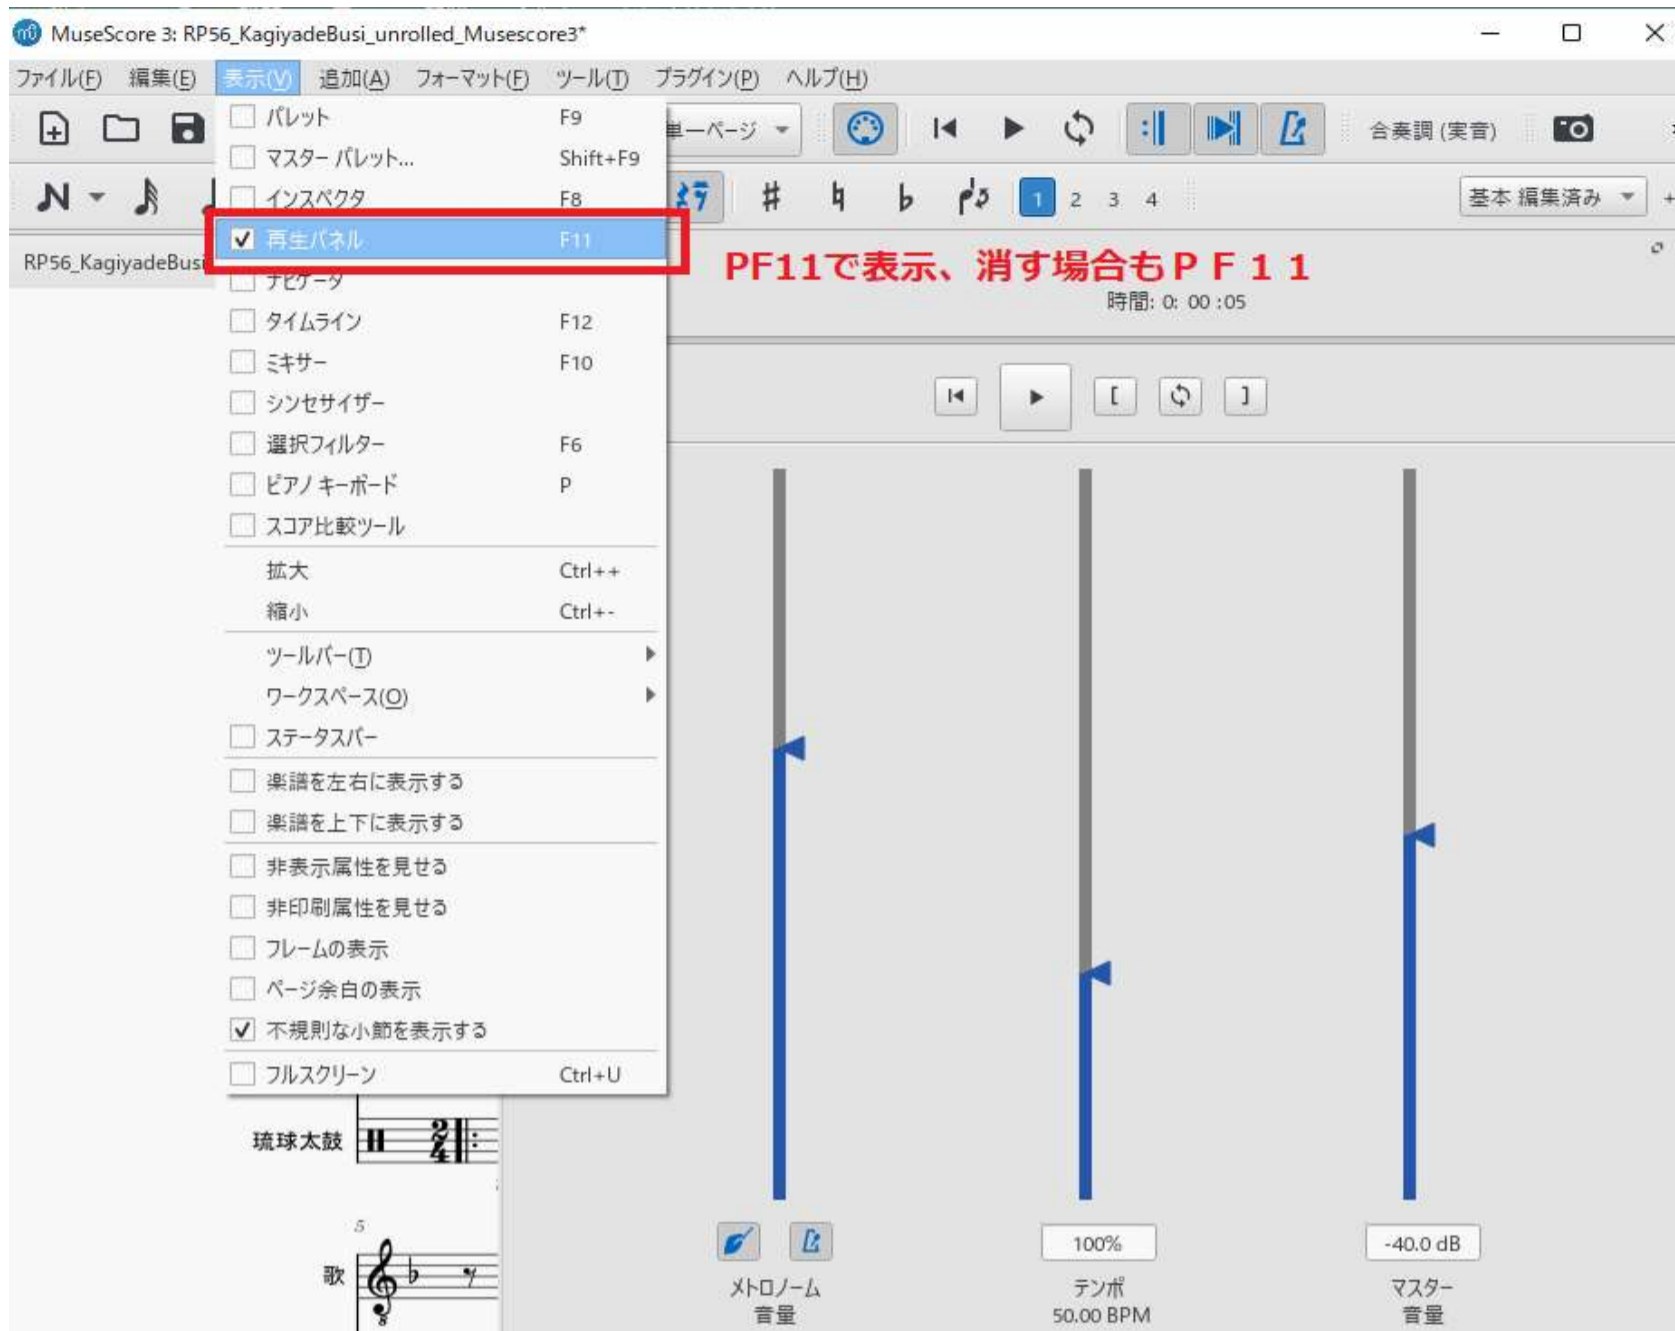 MuseScore 3: RP56_KagiyadeBusi_unrolled_Musescore3*
ファイル(F) 編集(E) 表示(V) 追加(A) フォーマット(F) ツール(T) プラグイン(P) ヘルプ(H)
単一ページ 合奏調 (実音)
1 2 3 4 基本 編集済み
RP56_KagiyadeBusi
パレット F9
マスター パレット... Shift+F9
インスペクタ F8
再生パネル F11
ナビゲータ
タイムライン F12
ミキサー F10
シンセサイザー
選択フィルター F6
ピアノ キーボード P
スコア比較ツール
拡大 Ctrl++
縮小 Ctrl+-
ツールバー(T)
ワークスペース(O)
ステータスバー
楽譜を左右に表示する
楽譜を上下に表示する
非表示属性を見せる
非印刷属性を見せる
フレームの表示
ページ余白の表示
不規則な小節を表示する
フルスクリーン Ctrl+U
PF11で表示、消す場合もＰＦ１１
時間: 0: 00 :05
琉球太鼓
2
4
5
歌
8
100% -40.0 dB
メトロノーム テンポ マスター
音量 50.00 BPM 音量